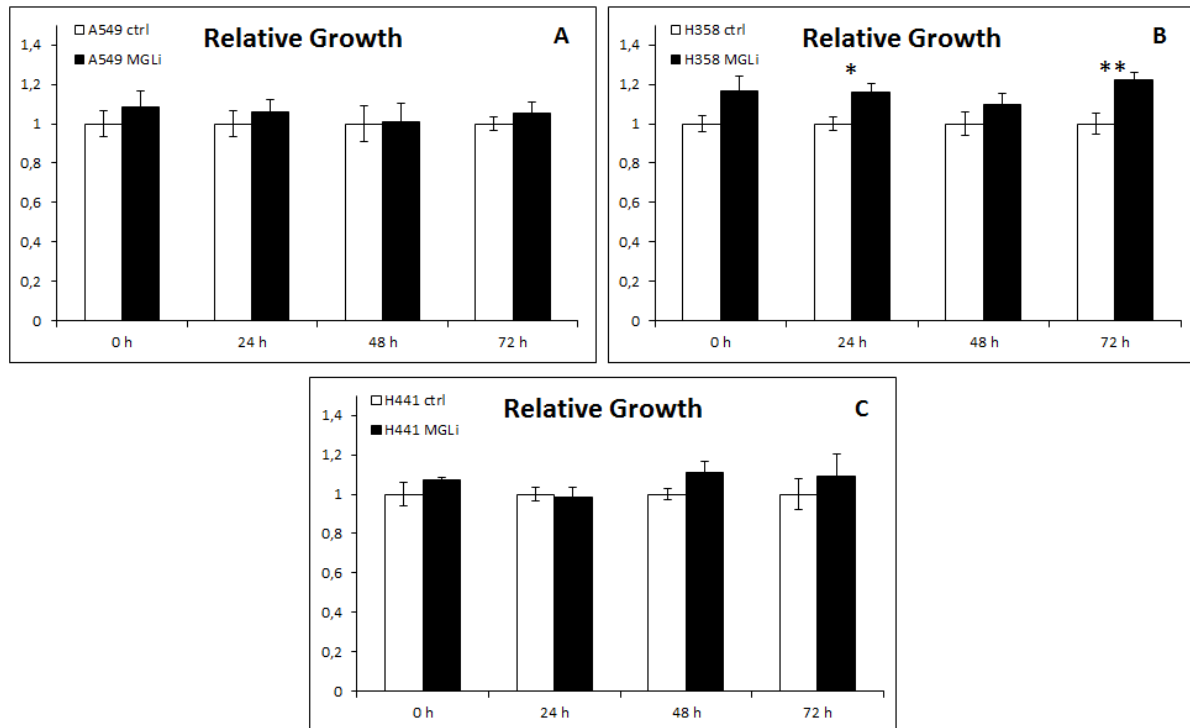 A549 ctrl
A549 MGLi
Relative Growth
A
1,4
1,2
1
0,8
0,6
0,4
0,2
0
0 h
24 h
48 h
72 h
H358 ctrl
H358 MGLi
Relative Growth
B
1,4
1,2
1
0,8
0,6
0,4
0,2
0
*
**
0 h
24 h
48 h
72 h
H441 ctrl
H441 MGLi
Relative Growth
C
1,4
1,2
1
0,8
0,6
0,4
0,2
0
0 h
24 h
48 h
72 h